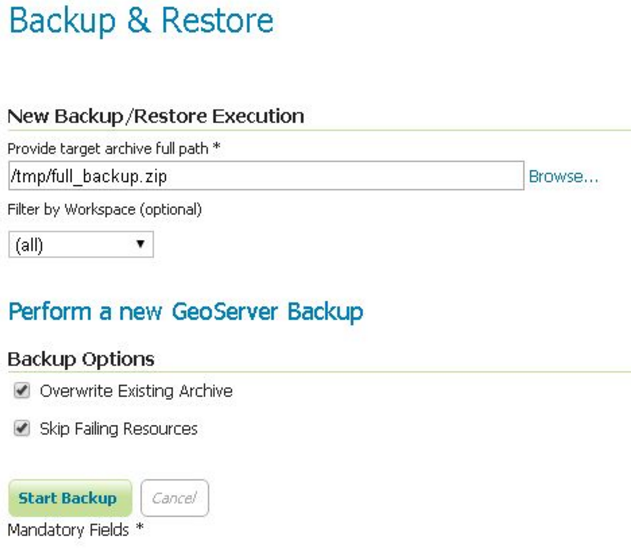 Backup & Restore
New Backup/Restore Execution
Provide target archive full path *
/tmp/full_backup.zip Browse...
Filter by Workspace (optional)
(all)
Perform a new GeoServer Backup
Backup Options
Overwrite Existing Archive
Skip Failing Resources
Start Backup Cancel
Mandatory Fields *